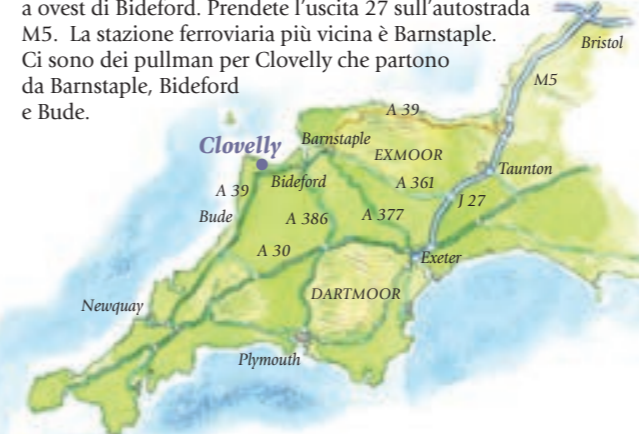 a ovest di Bideford. Prendete l'uscita 27 sull'autostrada
M5. La stazione ferroviaria più vicina è Barnstaple.
Ci sono dei pullman per Clovelly che partono
da Barnstaple, Bideford
e Bude.
Bristol
M5
A 39
Barnstaple
Clovelly
EXMOOR
Taunton
Bideford
A 361
A 39
J 27
Bude
A 386
A 377
A 30
Exeter
DARTMOOR
Newquay
Plymouth